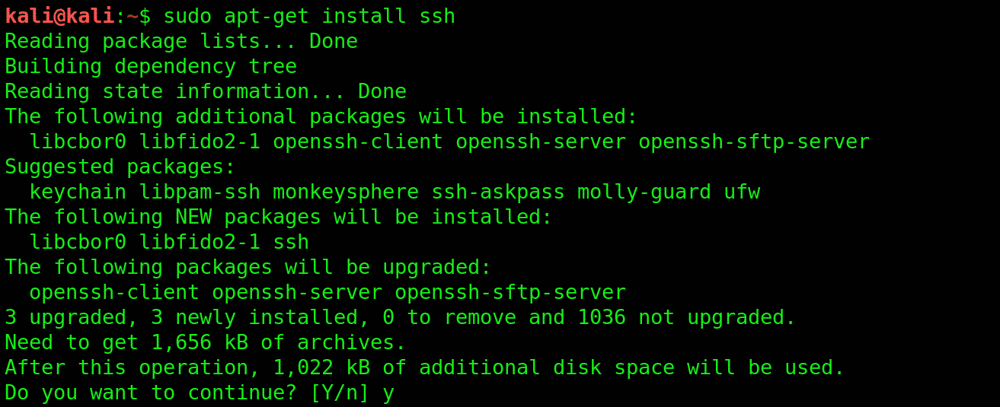 kali@kali:~$ sudo apt-get install ssh
Reading package lists... Done
Building dependency tree
Reading state information... Done
The following additional packages will be installed:
  libcbor0 libfido2-1 openssh-client openssh-server openssh-sftp-server
Suggested packages:
  keychain libpam-ssh monkeysphere ssh-askpass molly-guard ufw
The following NEW packages will be installed:
  libcbor0 libfido2-1 ssh
The following packages will be upgraded:
  openssh-client openssh-server openssh-sftp-server
3 upgraded, 3 newly installed, 0 to remove and 1036 not upgraded.
Need to get 1,656 kB of archives.
After this operation, 1,022 kB of additional disk space will be used.
Do you want to continue? [Y/n] y